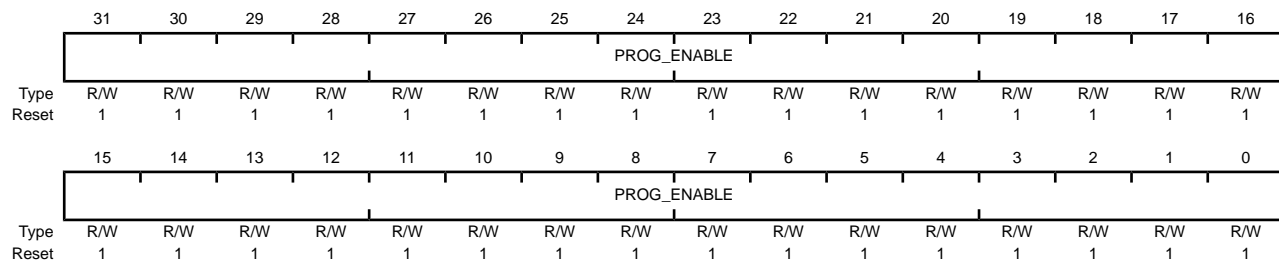 31 30 29 28 27 26 25 24 23 22 21 20 19 18 17 16
PROG_ENABLE
Type R/W R/W R/W R/W R/W R/W R/W R/W R/W R/W R/W R/W R/W R/W R/W R/W
Reset 1 1 1 1 1 1 1 1 1 1 1 1 1 1 1 1
15 14 13 12 11 10 9 8 7 6 5 4 3 2 1 0
PROG_ENABLE
Type R/W R/W R/W R/W R/W R/W R/W R/W R/W R/W R/W R/W R/W R/W R/W R/W
Reset 1 1 1 1 1 1 1 1 1 1 1 1 1 1 1 1